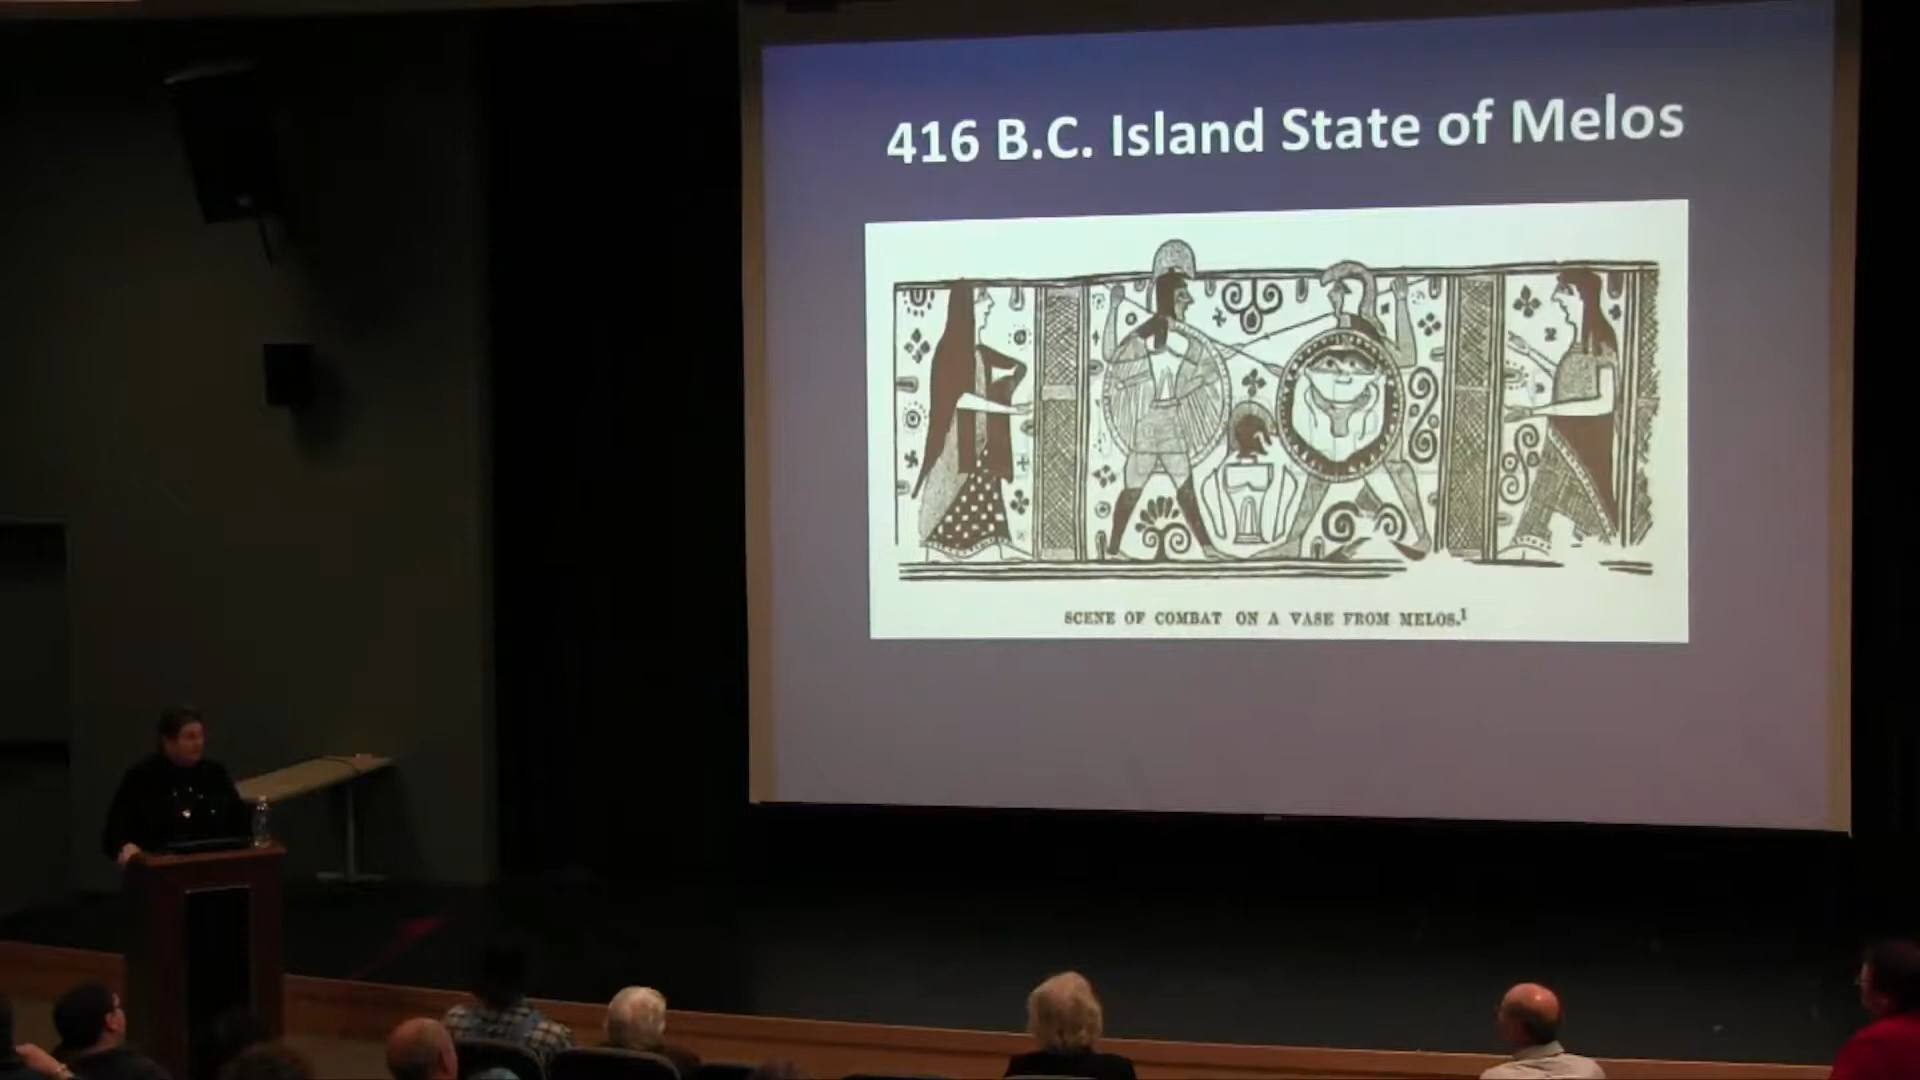 416 B.C. Island State of Melos
SCENE OF COMBAT ON A VASE FROM MELOS.¹